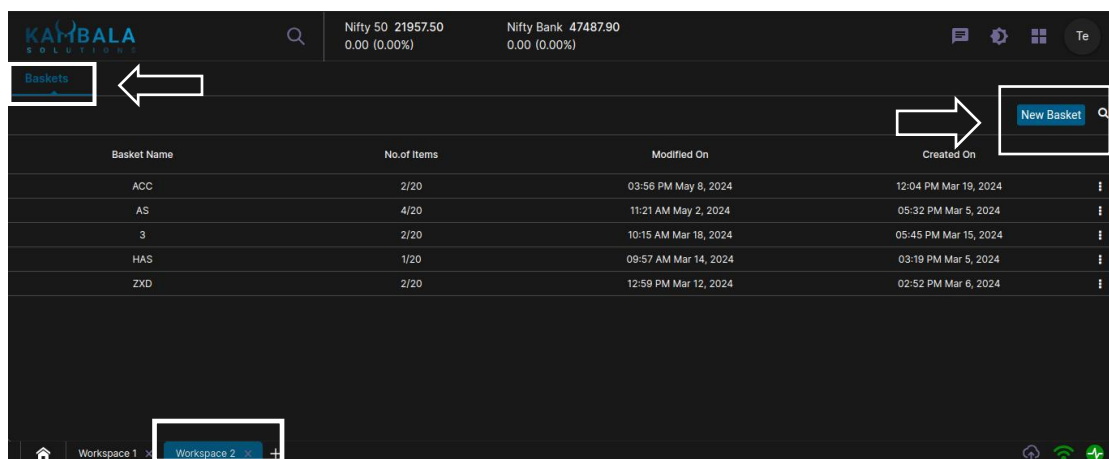 KAMBALA
SOLUTIONS
Nifty 50 21957.50
0.00 (0.00%)
Nifty Bank 47487.90
0.00 (0.00%)
Te
Baskets
New Basket
Basket Name No.of Items Modified On Created On
ACC 2/20 03:56 PM May 8, 2024 12:04 PM Mar 19, 2024
AS 4/20 11:21 AM May 2, 2024 05:32 PM Mar 5, 2024
3 2/20 10:15 AM Mar 18, 2024 05:45 PM Mar 15, 2024
HAS 1/20 09:57 AM Mar 14, 2024 03:19 PM Mar 5, 2024
ZXD 2/20 12:59 PM Mar 12, 2024 02:52 PM Mar 6, 2024
Workspace 1 × Workspace 2 × +